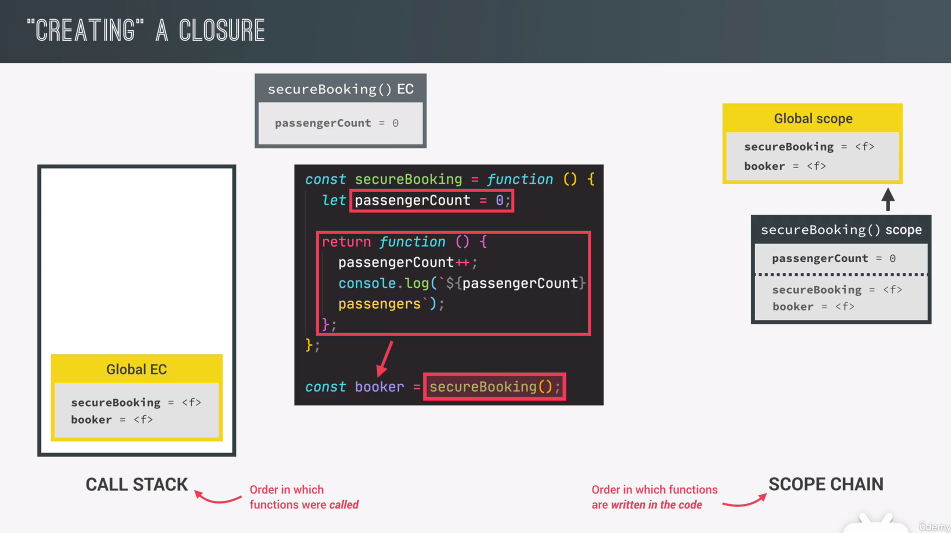 "CREATING" A CLOSURE
secureBooking() EC
passengerCount = 0
Global scope
secureBooking = <f>
booker = <f>
secureBooking() scope
passengerCount = 0
secureBooking = <f>
booker = <f>
const secureBooking = function () {
let passengerCount = 0;
return function () {
passengerCount++;
console.log(`${passengerCount}
passengers`);
};
};
const booker = secureBooking();
Global EC
secureBooking = <f>
booker = <f>
CALL STACK
Order in which
functions were called
Order in which functions
are written in the code
SCOPE CHAIN
Udemy